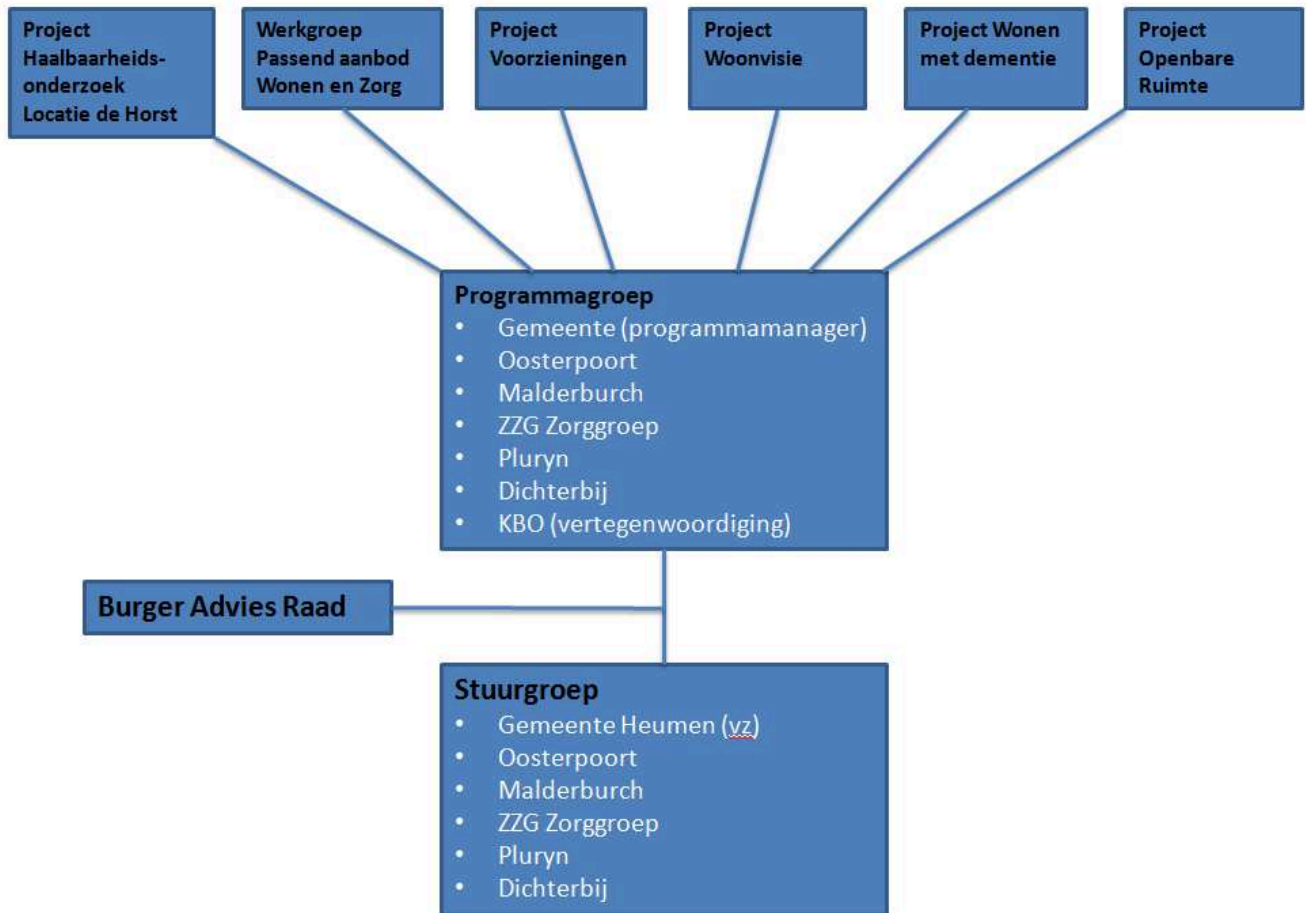 Project
Haalbaarheids-
onderzoek
Locatie de Horst
Werkgroep
Passend aanbod
Wonen en Zorg
Project
Voorzieningen
Project
Woonvisie
Project Wonen
met dementie
Project
Openbare
Ruimte
Programmagroep
• Gemeente (programmamanager)
• Oosterpoort
• Malderburch
• ZZG Zorggroep
• Pluryn
• Dichterbij
• KBO (vertegenwoordiging)
Burger Advies Raad
Stuurgroep
• Gemeente Heumen (vz)
• Oosterpoort
• Malderburch
• ZZG Zorggroep
• Pluryn
• Dichterbij